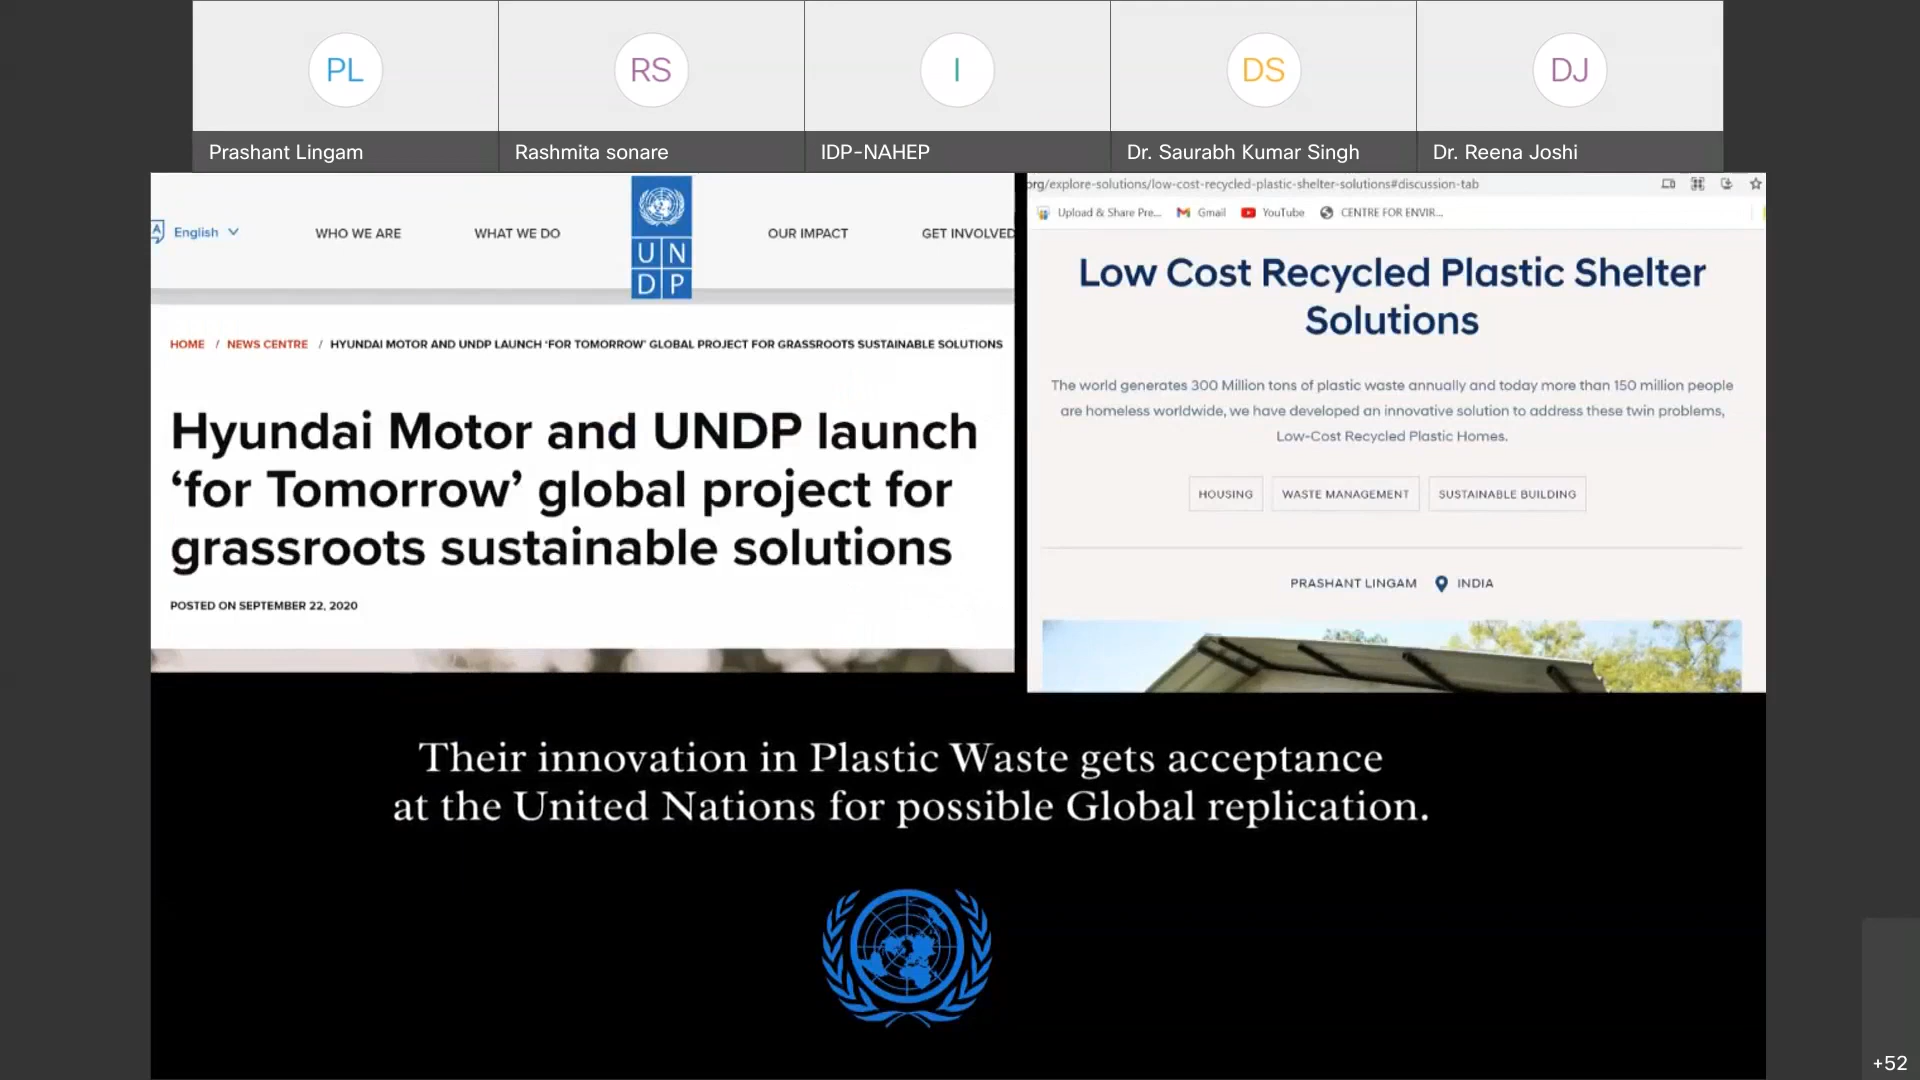 PL
RS
I
DS
DJ
Prashant Lingam
Rashmita sonare
IDP-NAHEP
Dr. Saurabh Kumar Singh
Dr. Reena Joshi
English
WHO WE ARE
WHAT WE DO
U N
D P
OUR IMPACT
GET INVOLVED
HOME / NEWS CENTRE / HYUNDAI MOTOR AND UNDP LAUNCH ‘FOR TOMORROW’ GLOBAL PROJECT FOR GRASSROOTS SUSTAINABLE SOLUTIONS
Hyundai Motor and UNDP launch
‘for Tomorrow’ global project for
grassroots sustainable solutions
POSTED ON SEPTEMBER 22, 2020
org/explore-solutions/low-cost-recycled-plastic-shelter-solutions#discussion-tab
Upload & Share Pre... Gmail YouTube CENTRE FOR ENVIR...
Low Cost Recycled Plastic Shelter
Solutions
The world generates 300 Million tons of plastic waste annually and today more than 150 million people
are homeless worldwide, we have developed an innovative solution to address these twin problems,
Low-Cost Recycled Plastic Homes.
HOUSING
WASTE MANAGEMENT
SUSTAINABLE BUILDING
PRASHANT LINGAM INDIA
Their innovation in Plastic Waste gets acceptance
at the United Nations for possible Global replication.
+52